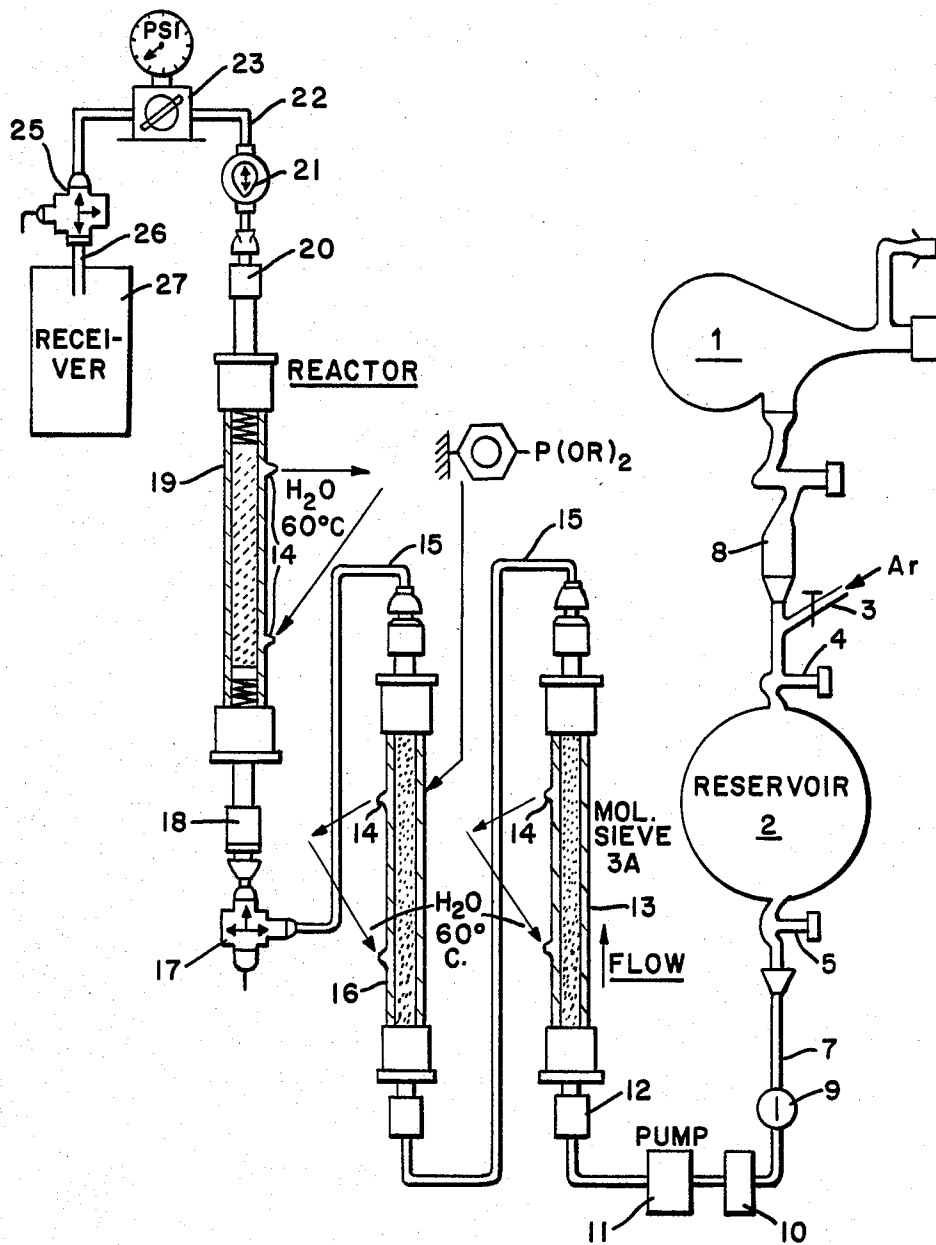 PSI
23
22
25
21
26
20
27
RECEI-
VER
REACTOR
1
P(OR)2
19
H2O
60°C
14
15
15
8
Ar
3
4
RESERVOIR
2
14
14
MOL.
SIEVE
3A
18
H2O
60°
C.
13
17
16
FLOW
5
7
12
9
PUMP
11
10